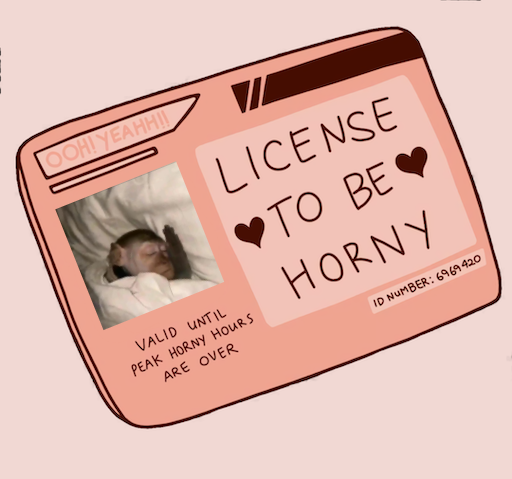 OOH! YEAHH!!
LICENSE
TO BE
HORNY
ID NUMBER: 6969420
VALID UNTIL
PEAK HORNY HOURS
ARE OVER